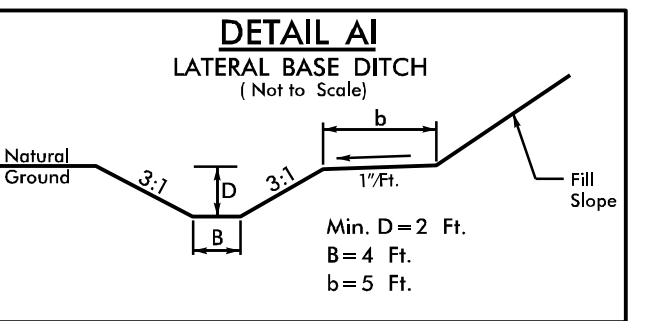 DETAIL A1
LATERAL BASE DITCH
( Not to Scale)
b
Natural
Ground
3:1
D
3:1
1"/Ft.
Fill
Slope
B
Min. D=2 Ft.
B=4 Ft.
b=5 Ft.